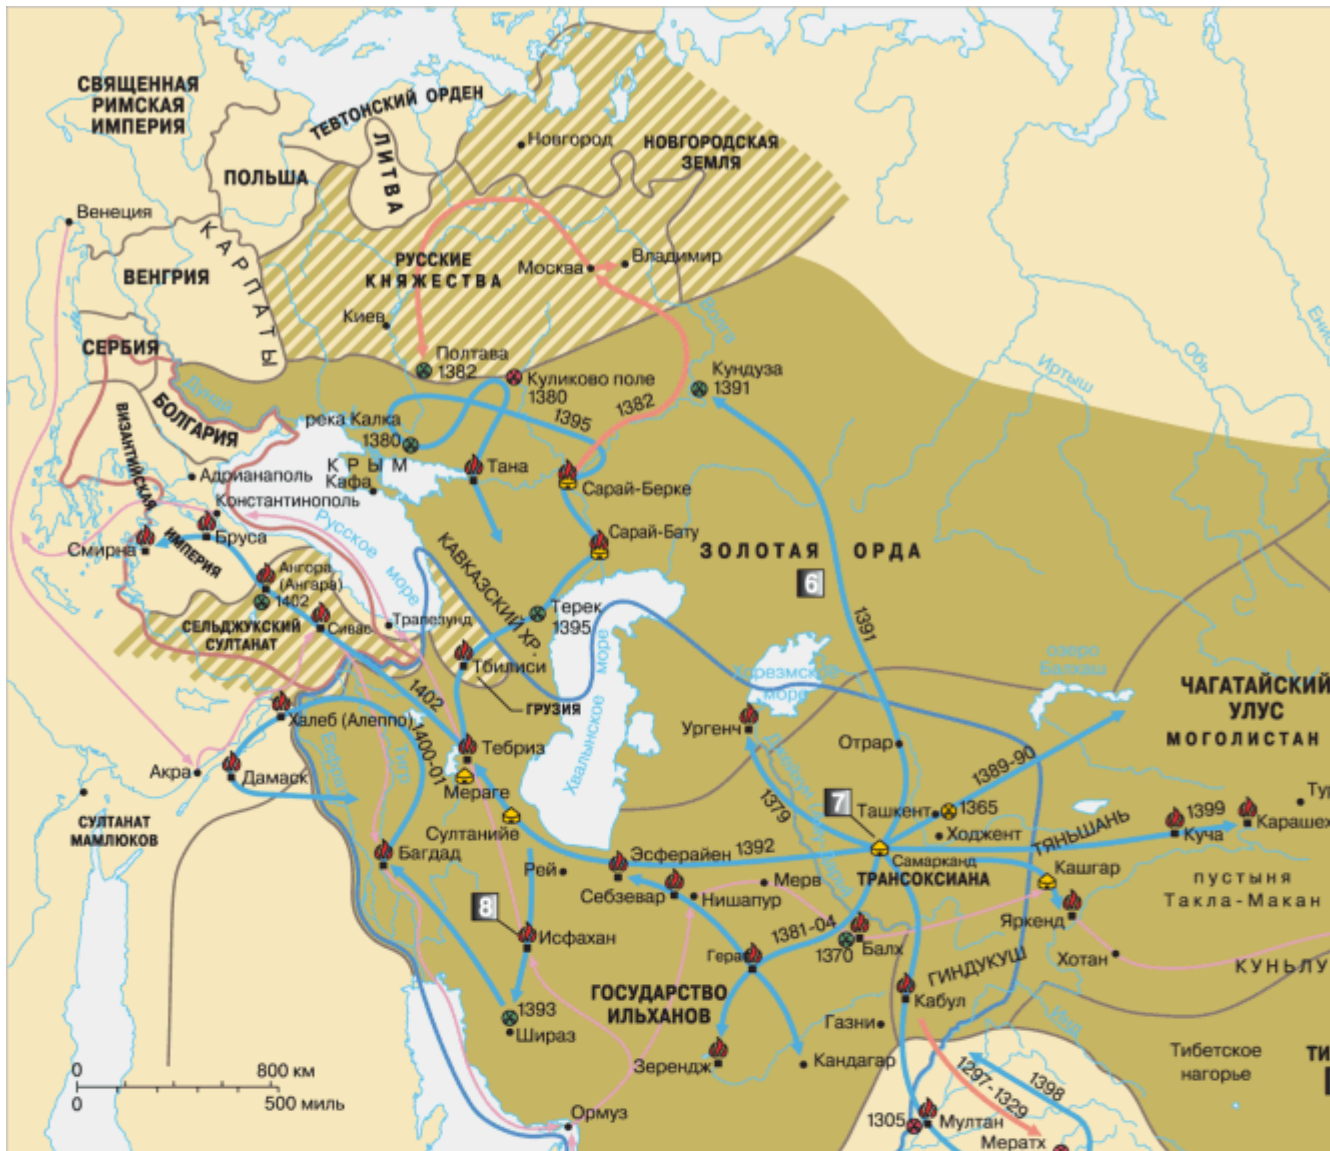 СВЯЩЕННАЯ
РИМСКАЯ
ИМПЕРИЯ
ТЕВТОНСКИЙ ОРДЕН
ЛИТВА
ПОЛЬША
Новгород
НОВГОРОДСКАЯ
ЗЕМЛЯ
Венеция
КАРПАТЫ
ВЕНГРИЯ
РУССКИЕ
КНЯЖЕСТВА
Москва
Владимир
Волга
Киев
Обь
Иртыш
СЕРБИЯ
Полтава
1382
Куликово поле
1380
Кундуза
1391
Дунай
БОЛГАРИЯ
ВИЗАНТИЙСКАЯ
ИМПЕРИЯ
река Калка
1380
1395
1382
КРЫМ
Кафа
Тана
Сарай-Берке
Адрианаполь
Константинополь
Бруса
Смирна
Русское
море
Сарай-Бату
ЗОЛОТАЯ ОРДА
6
КАВКАЗСКИЙ ХР.
Ангора
(Ангара)
1402
СЕЛЬДЖУКСКИЙ
СУЛТАНАТ
Сивас
Трапезунд
Терек
1395
Тбилиси
ГРУЗИЯ
1391
Хорезмское
море
озеро
Балхаш
ЧАГАТАЙСКИЙ
УЛУС
МОГОЛИСТАН
Халеб (Алеппо)
1402
1400-01
Евфрат
Тигр
Тебриз
Мераге
Хвалынское море
Ургенч
Отрар
1389-90
Акра
Дамаск
СУЛТАНАТ
МАМЛЮКОВ
Султанийе
Багдад
Рей
1379
7
Ташкент
1365
Ходжент
ТЯНЬШАНЬ
1399
Куча
Карашех
Эсферайен
1392
Самарканд
ТРАНСОКСИАНА
Кашгар
Себзевар
Нишапур
Мерв
8
Исфахан
1381-04
1370
Балх
Яркенд
пустыня
Такла-Макан
Хотан
КУНЬЛУ
Герат
ГИНДУКУШ
Кабул
1393
Шираз
ГОСУДАРСТВО
ИЛЬХАНОВ
Газни
Зерендж
Кандагар
Инд
Тибетское
нагорье
0 800 км
0 500 миль
Ормуз
1305
Мултан
1297-1329
1398
Мератх